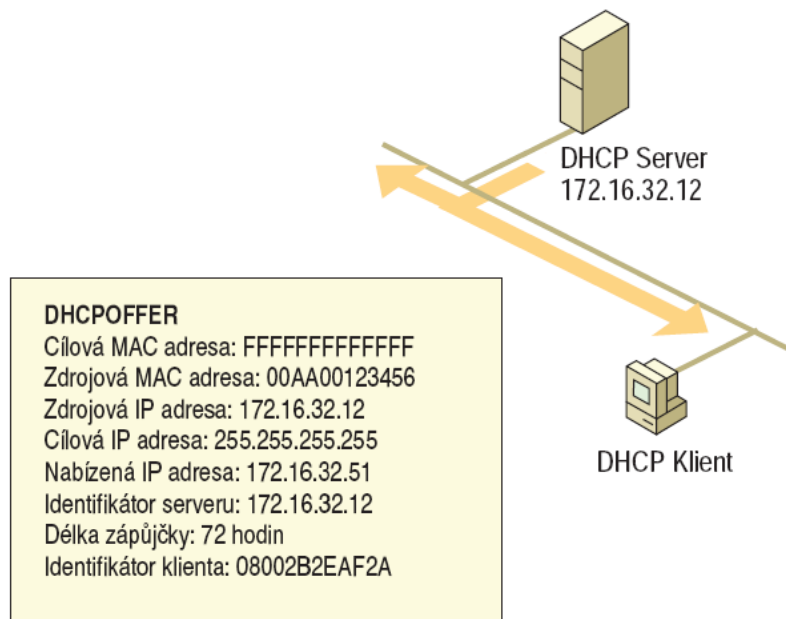 DHCP Server
172.16.32.12
DHCPOFFER
Cílová MAC adresa: FFFFFFFFFFFFF
Zdrojová MAC adresa: 00AA00123456
Zdrojová IP adresa: 172.16.32.12
Cílová IP adresa: 255.255.255.255
Nabízená IP adresa: 172.16.32.51
Identifikátor serveru: 172.16.32.12
Délka zápůjčky: 72 hodin
Identifikátor klienta: 08002B2EAF2A
DHCP Klient